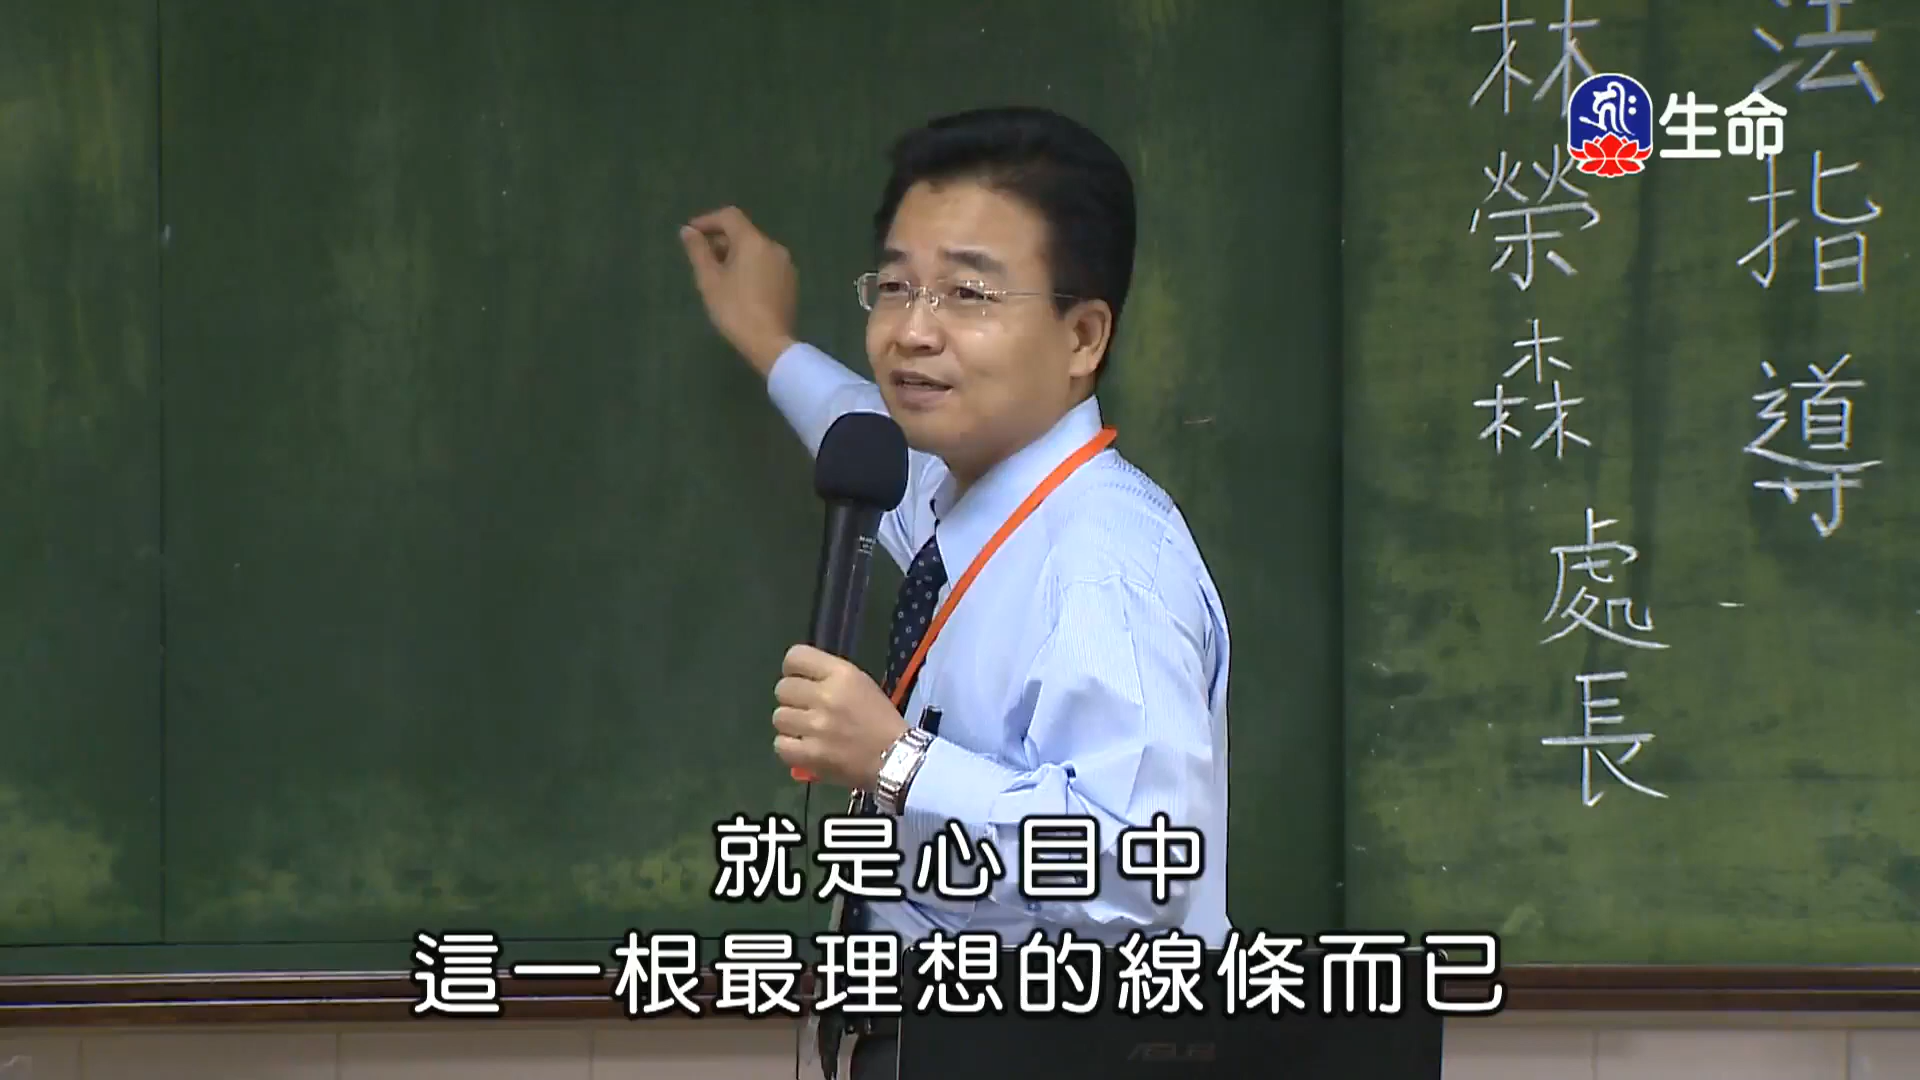 法指導
林榮森處長
生命
就是心目中
這一根最理想的線條而已
ASUS